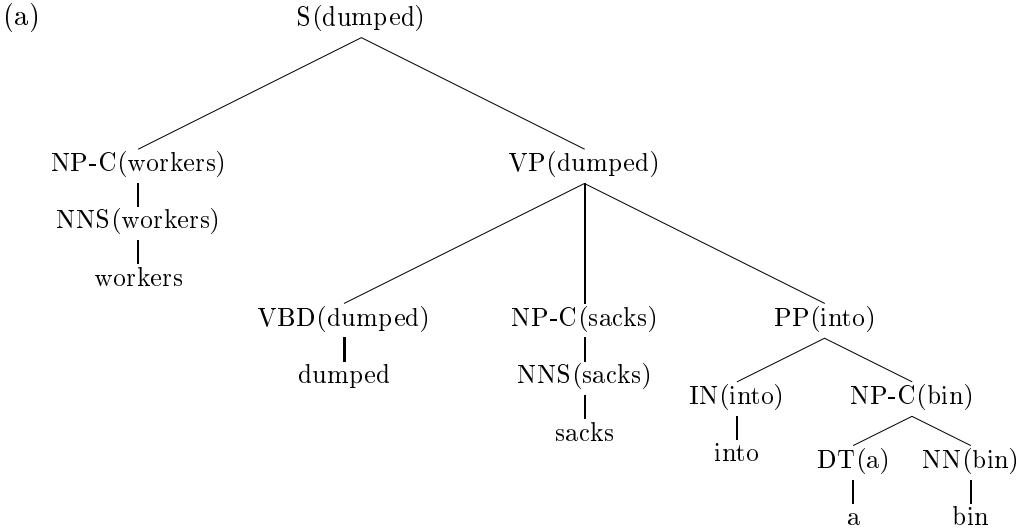 (a) S(dumped)
NP-C(workers) VP(dumped)
NNS(workers)
workers
VBD(dumped) NP-C(sacks) PP(into)
dumped NNS(sacks)
IN(into) NP-C(bin)
sacks
into DT(a) NN(bin)
a bin